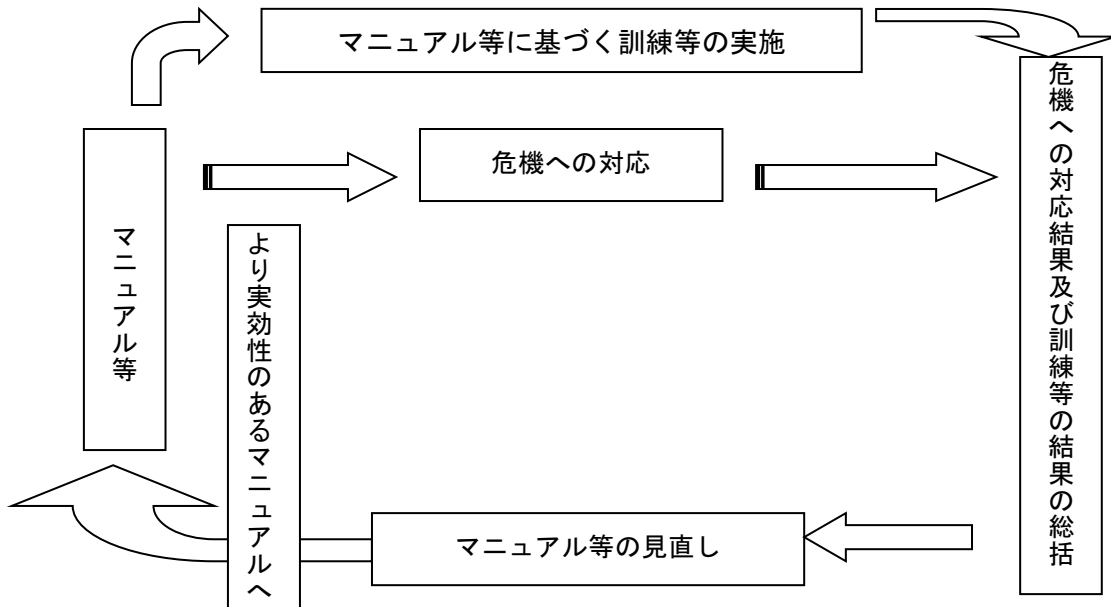 マニュアル等に基づく訓練等の実施
危機への対応
マニュアル等
より実効性のあるマニュアルへ
危機への対応結果及び訓練等の結果の総括
マニュアル等の見直し